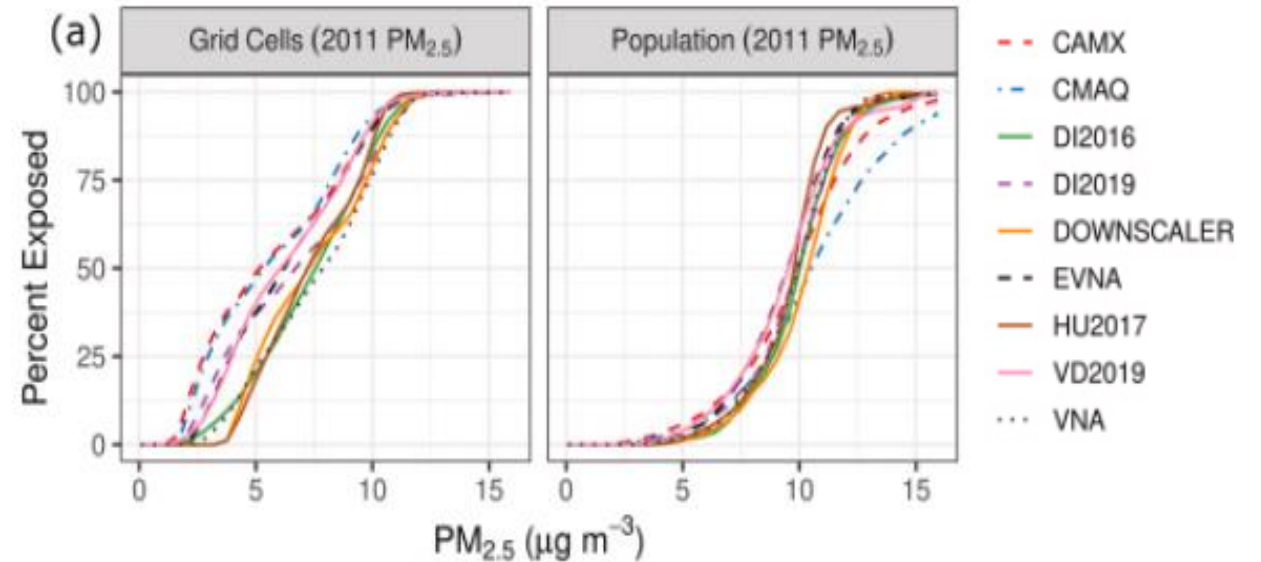 (a)
Grid Cells (2011 PM₂.₅)
Population (2011 PM₂.₅)
Percent Exposed
100
75
50
25
0
0 5 10 15
0 5 10 15
PM₂.₅ (μg m⁻³)
CAMX
CMAQ
DI2016
DI2019
DOWNSCALER
EVNA
HU2017
VD2019
VNA